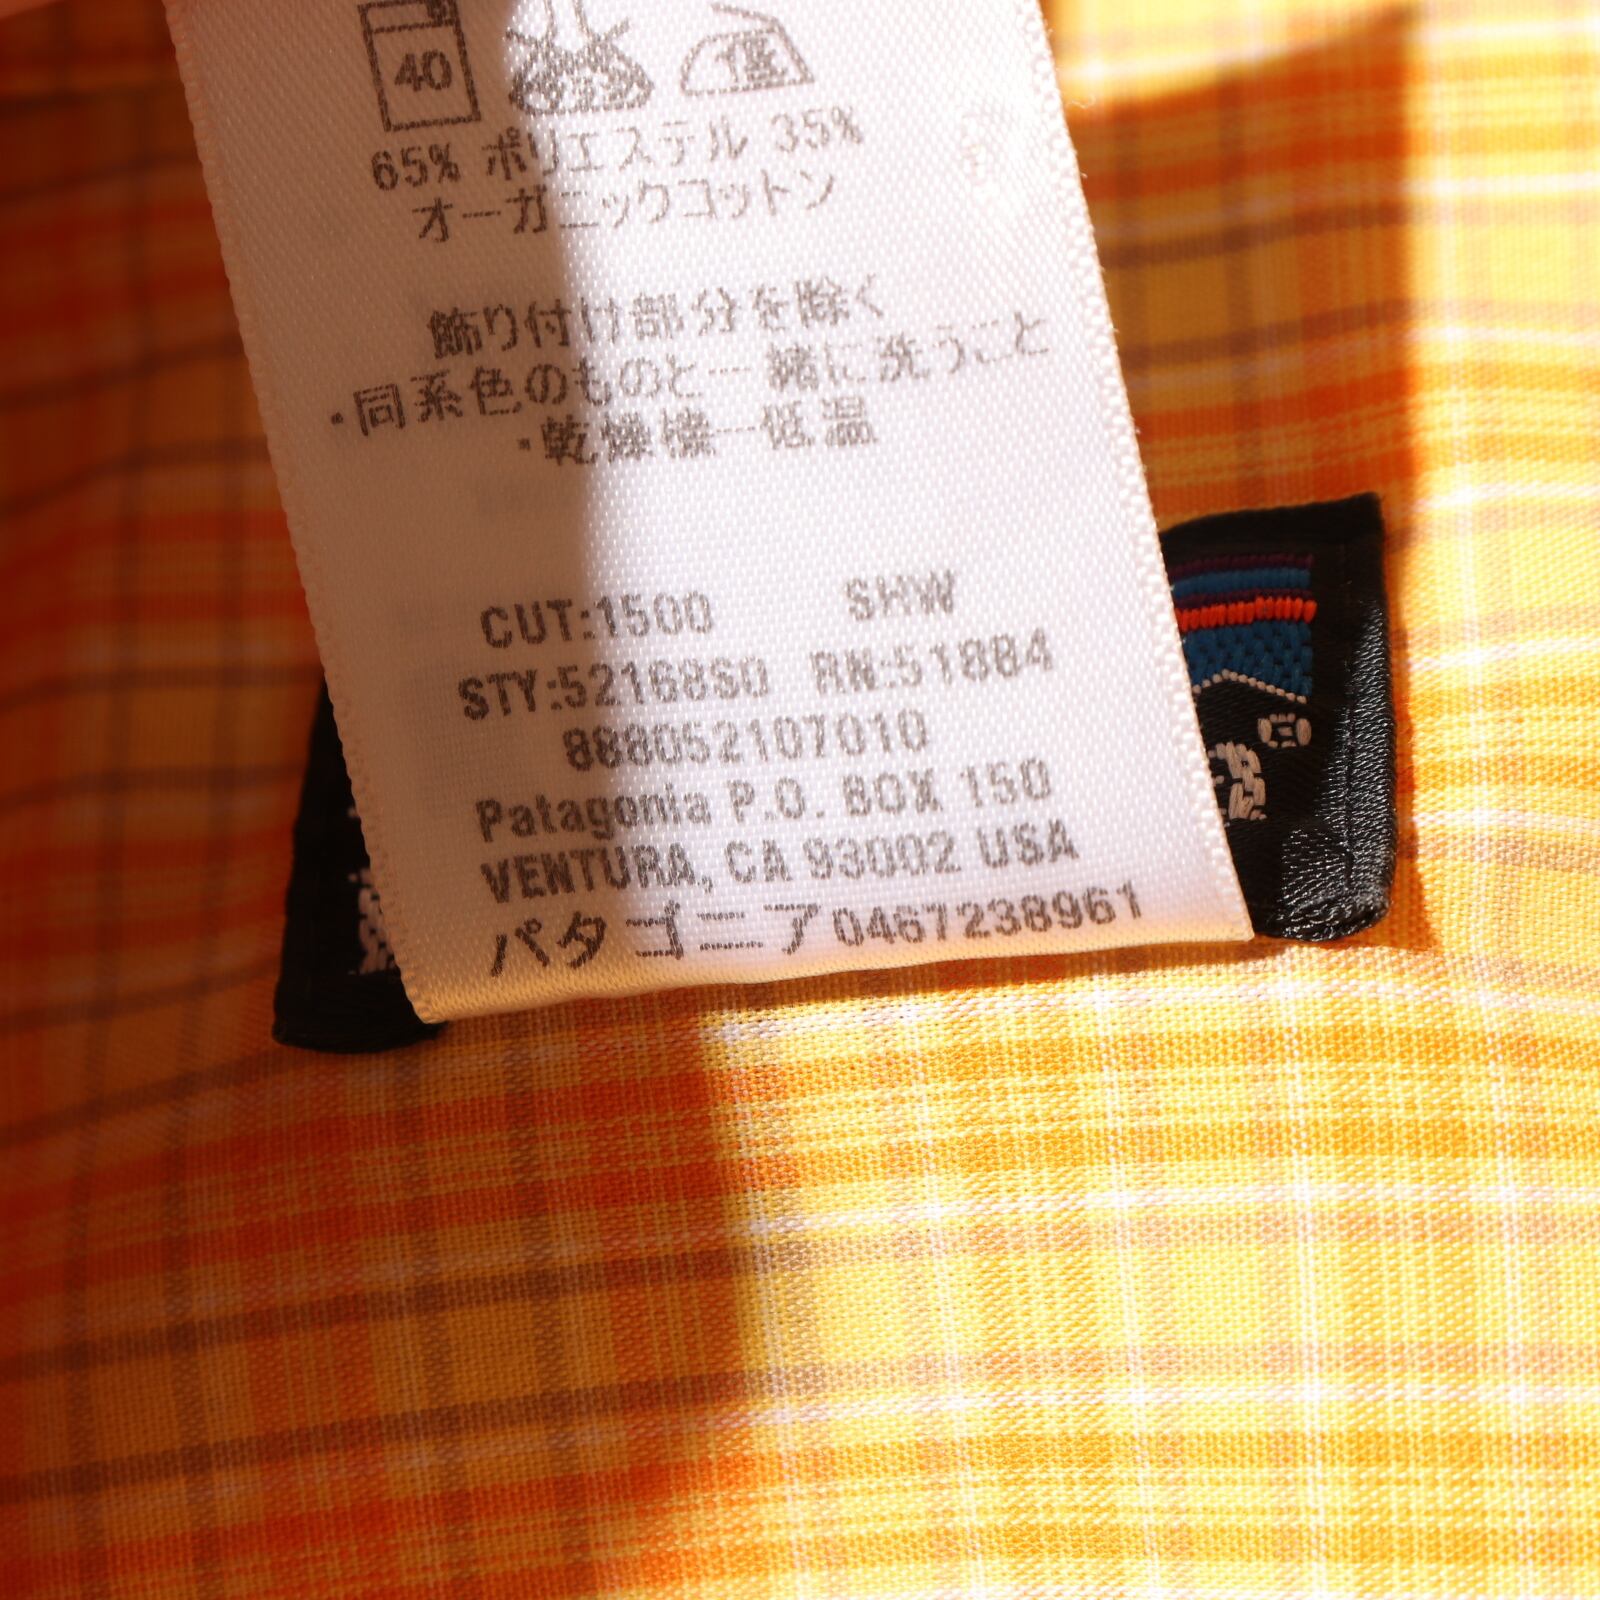 40
低
65% ポリエステル 35%
オーガニックコットン
飾り付け部分を除く
・同系色のものと一緒に洗うこと
・乾燥機ー低温
CUT:1500 SHW
STY:52168S0 RN:51884
888052107010
Patagonia P.O. BOX 150
VENTURA, CA 93002 USA
パタゴニア0467238961